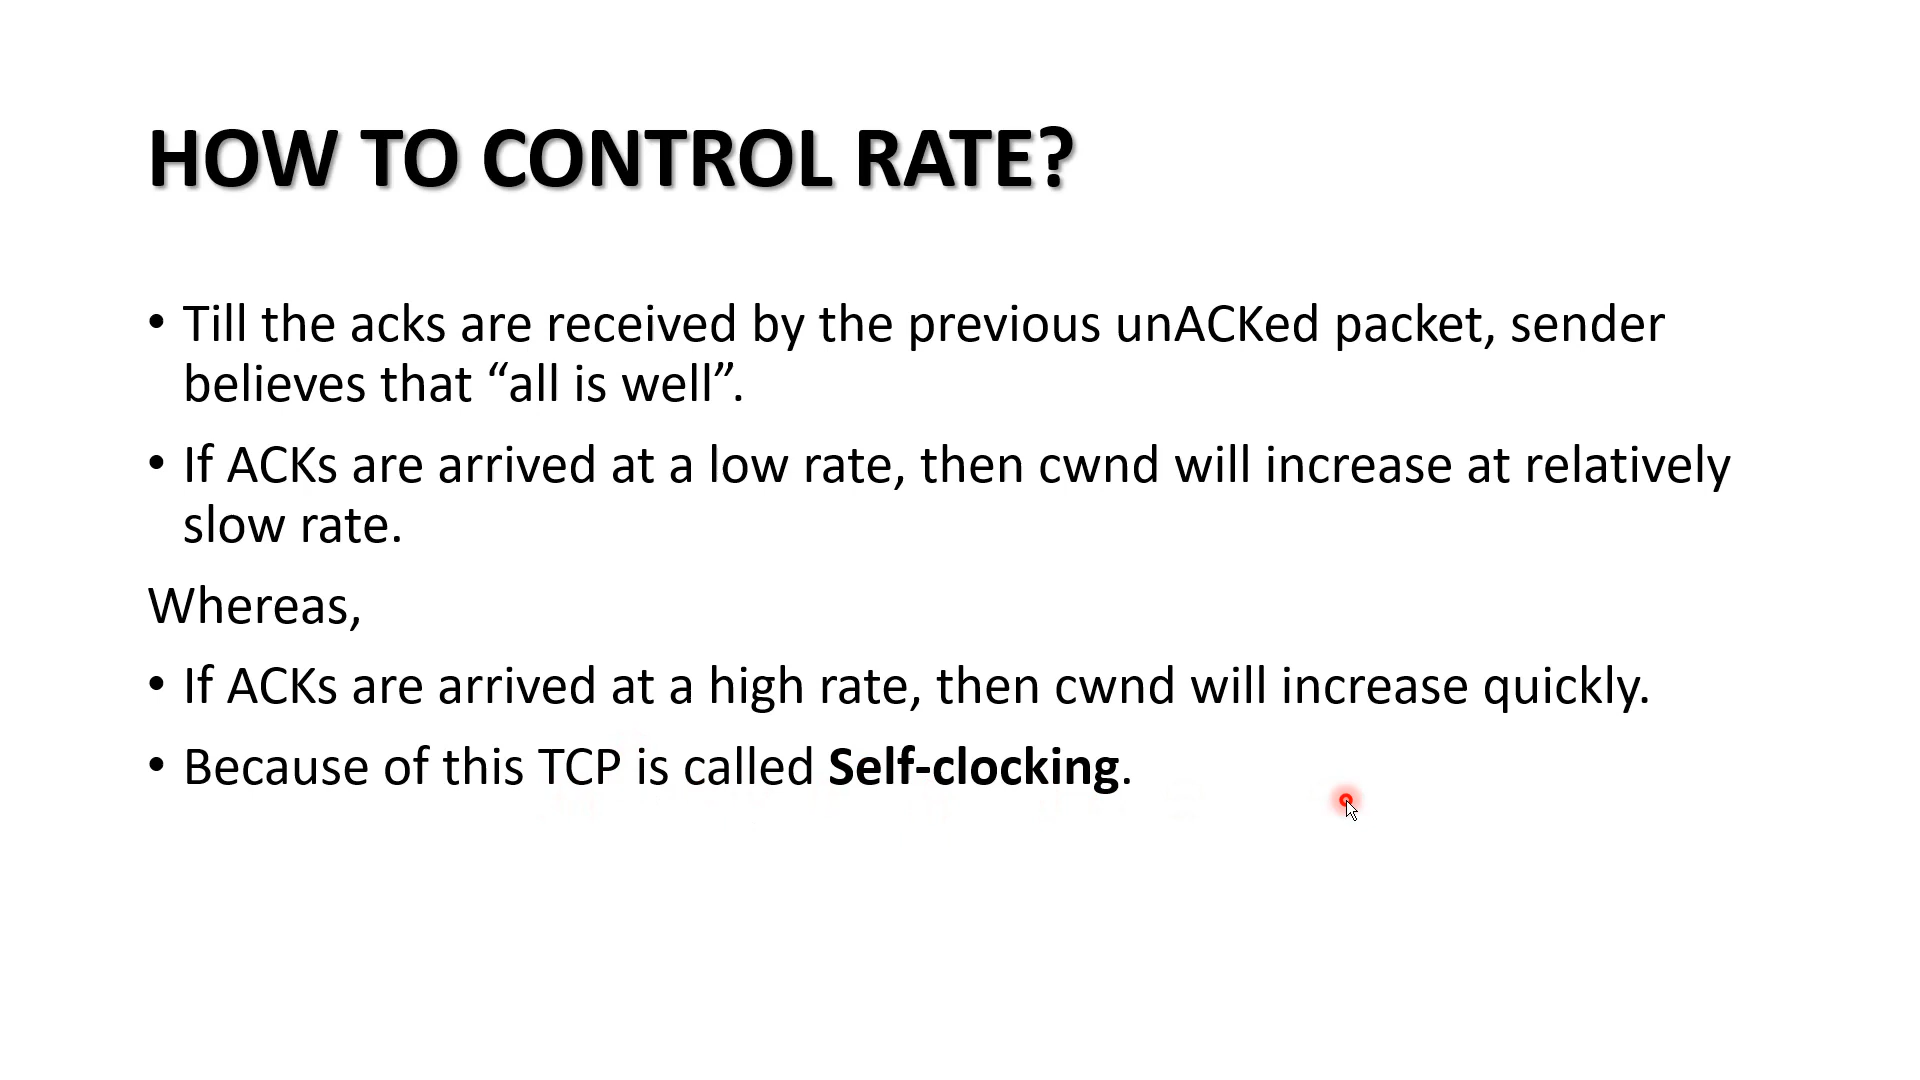 HOW TO CONTROL RATE?
• Till the acks are received by the previous unACKed packet, sender
believes that “all is well”.
• If ACKs are arrived at a low rate, then cwnd will increase at relatively
slow rate.
Whereas,
• If ACKs are arrived at a high rate, then cwnd will increase quickly.
• Because of this TCP is called Self-clocking.